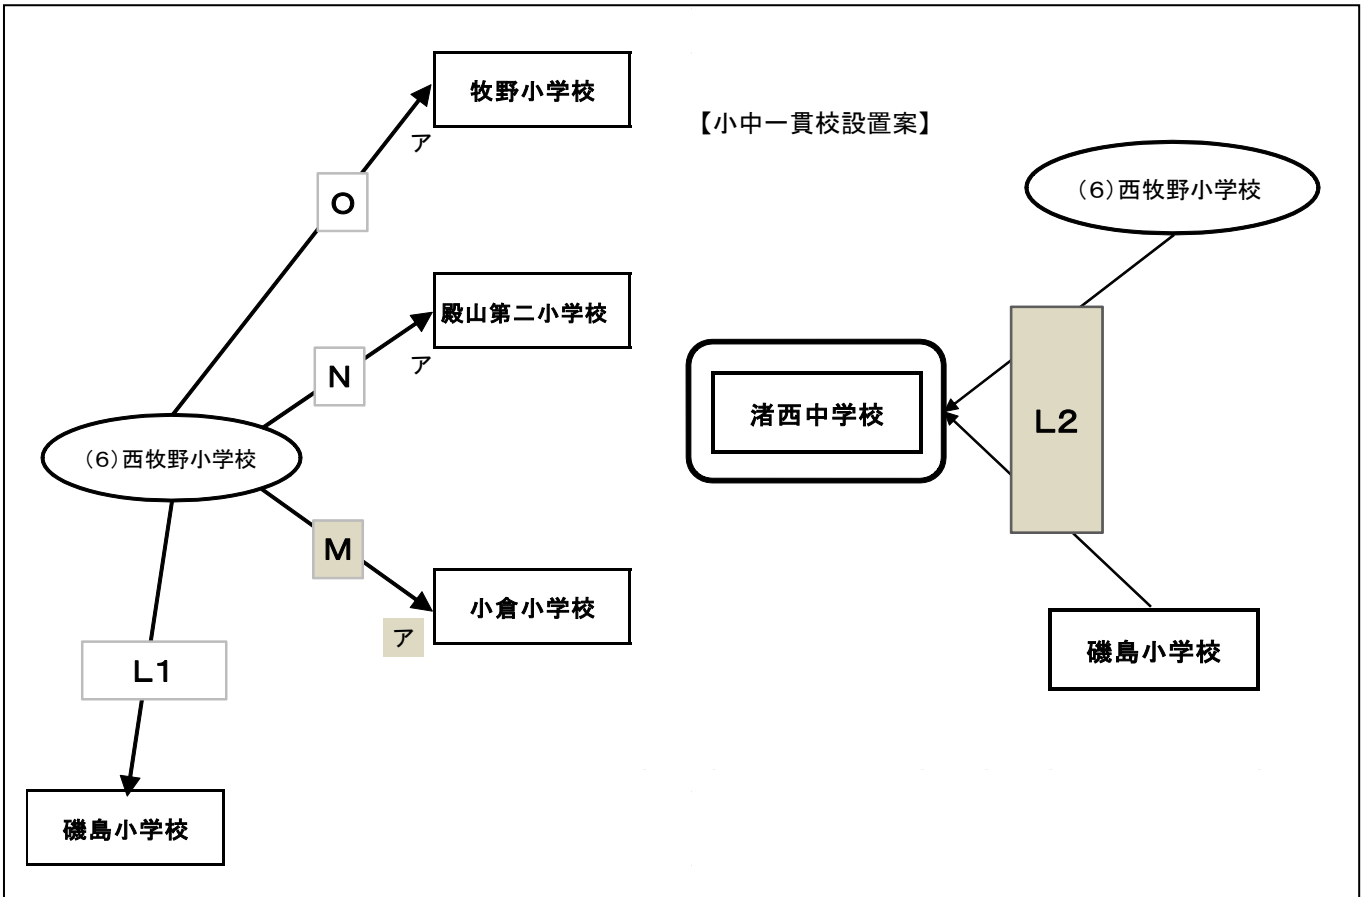 牧野小学校
ア
O
殿山第二小学校
ア
N
(6)西牧野小学校
M
小倉小学校
ア
L1
磯島小学校
【小中一貫校設置案】
(6)西牧野小学校
L2
渚西中学校
磯島小学校